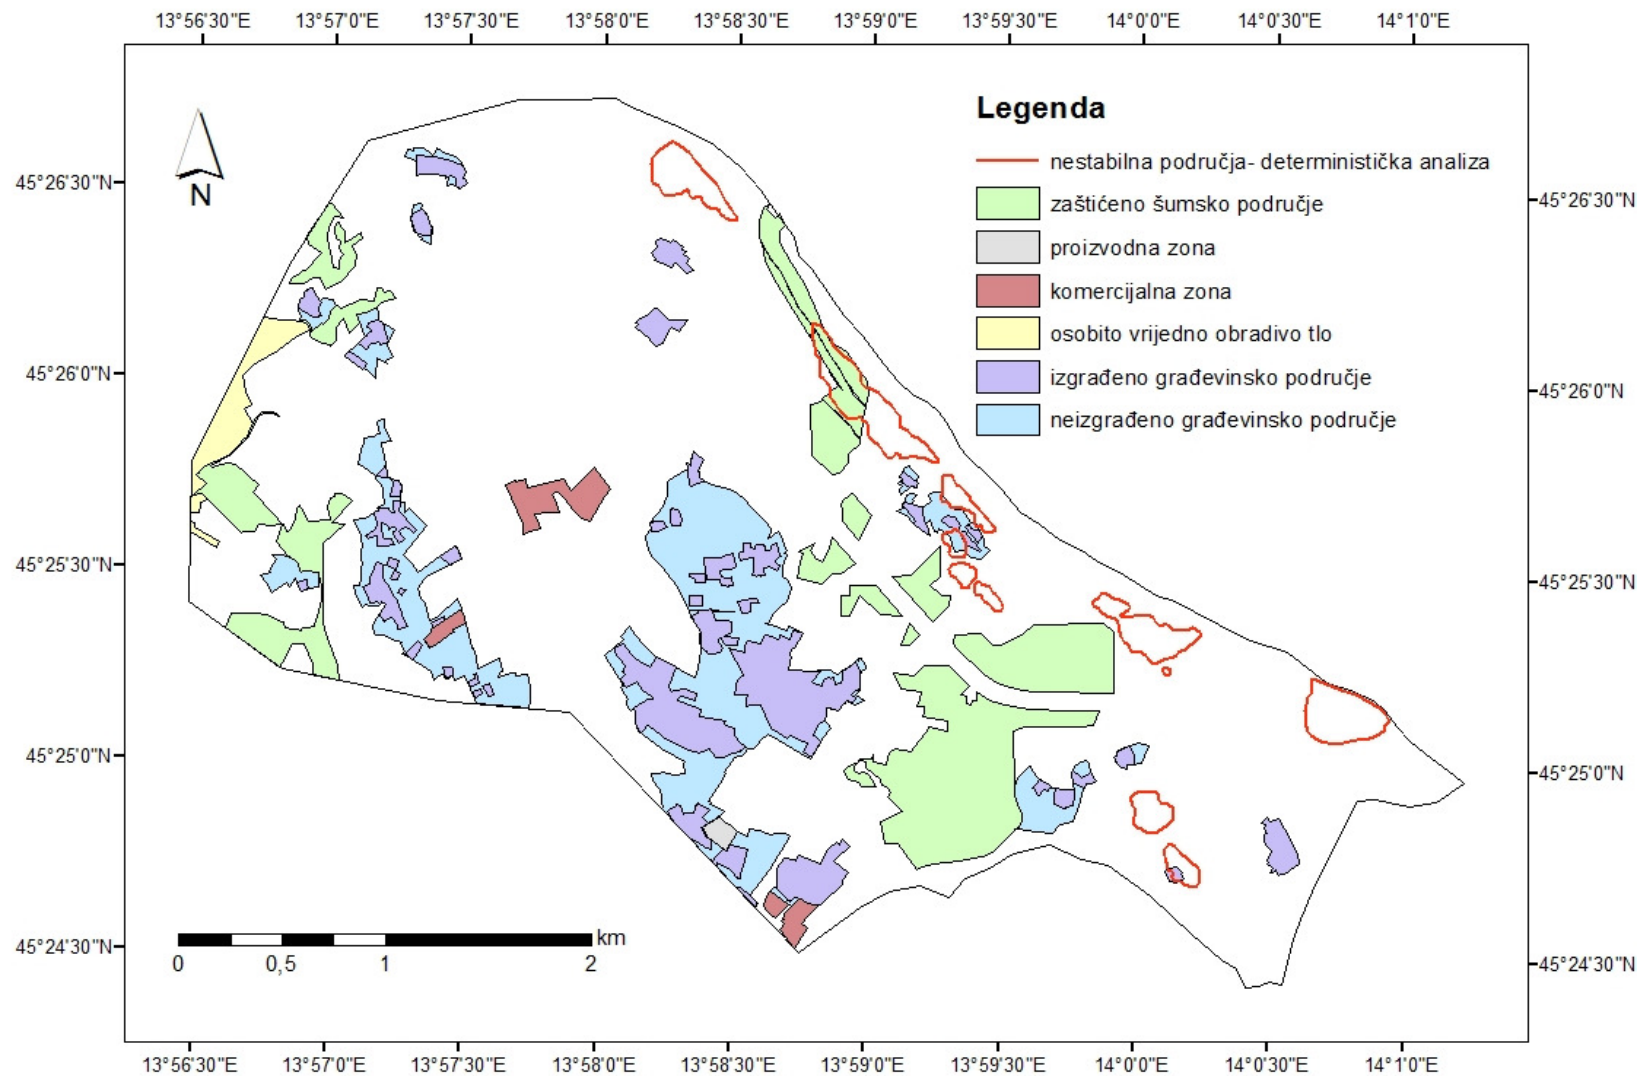 13°56'30"E 13°57'0"E 13°57'30"E 13°58'0"E 13°58'30"E 13°59'0"E 13°59'30"E 14°0'0"E 14°0'30"E 14°1'0"E
Legenda
nestabilna područja- deterministička analiza
zaštićeno šumsko područje
proizvodna zona
komercijalna zona
osobito vrijedno obradivo tlo
izgrađeno građevinsko područje
neizgrađeno građevinsko područje
N
45°26'30"N 45°26'30"N
45°26'0"N 45°26'0"N
45°25'30"N 45°25'30"N
45°25'0"N 45°25'0"N
45°24'30"N 45°24'30"N
km
0 0,5 1 2
13°56'30"E 13°57'0"E 13°57'30"E 13°58'0"E 13°58'30"E 13°59'0"E 13°59'30"E 14°0'0"E 14°0'30"E 14°1'0"E